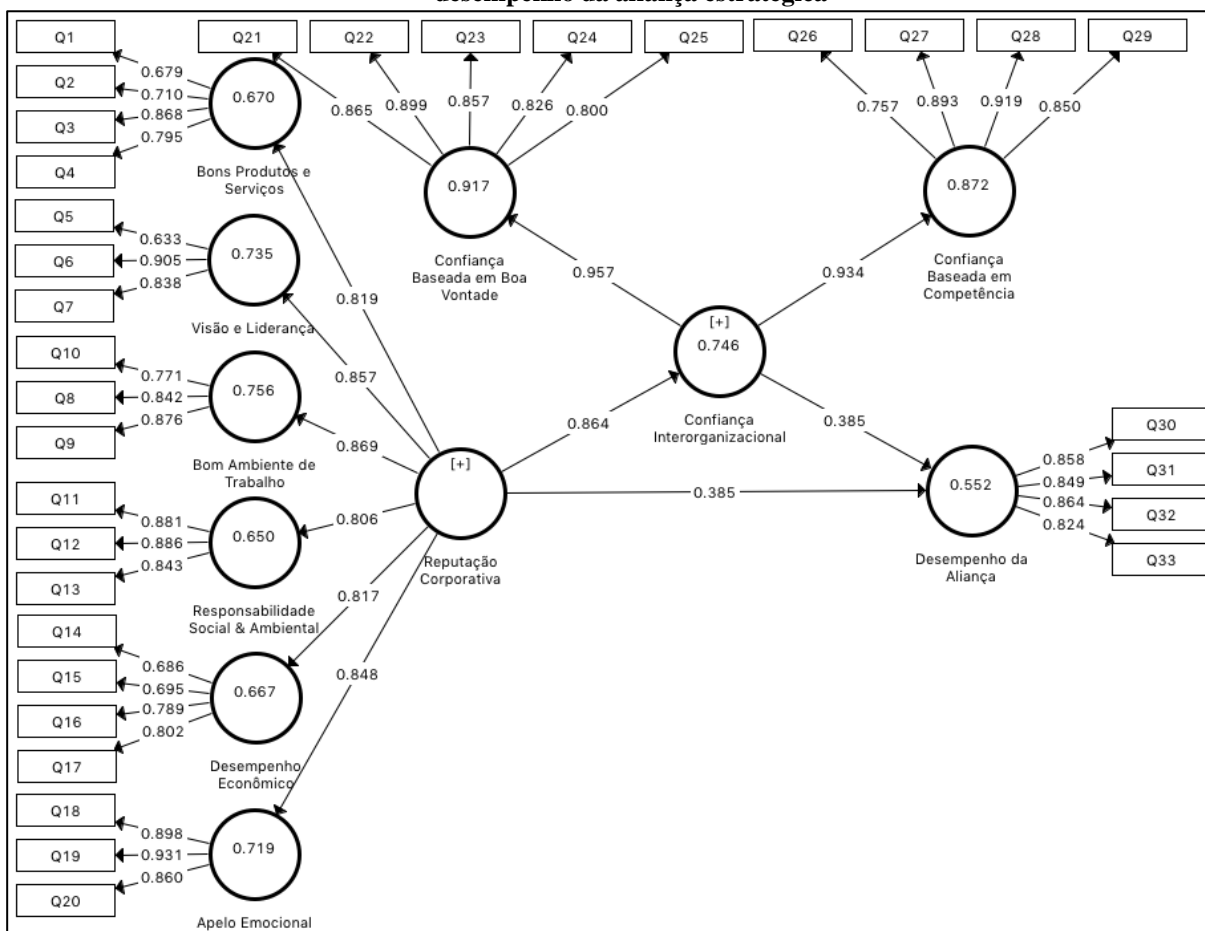 desempenho da aliança estratégica
Q1
Q2
Q3
Q4
0.679
0.710
0.868
0.795
0.670
Bons Produtos e
Serviços
Q5
Q6
Q7
0.633
0.905
0.838
0.735
Visão e Liderança
Q10
Q8
Q9
0.771
0.842
0.876
0.756
Bom Ambiente de
Trabalho
Q11
Q12
Q13
0.881
0.886
0.843
0.650
Responsabilidade
Social & Ambiental
Q14
Q15
Q16
Q17
0.686
0.695
0.789
0.802
0.667
Desempenho
Econômico
Q18
Q19
Q20
0.898
0.931
0.860
0.719
Apelo Emocional
Q21
Q22
Q23
Q24
Q25
0.865
0.899
0.857
0.826
0.800
0.917
Confiança
Baseada em Boa
Vontade
Q26
Q27
Q28
Q29
0.757
0.893
0.919
0.850
0.872
Confiança
Baseada em
Competência
0.957
0.934
[+]
0.746
Confiança
Interorganizacional
0.819
0.857
0.869
0.806
0.817
0.848
0.864
0.385
0.385
[+]
Reputação
Corporativa
0.552
Desempenho da
Aliança
0.858
0.849
0.864
0.824
Q30
Q31
Q32
Q33